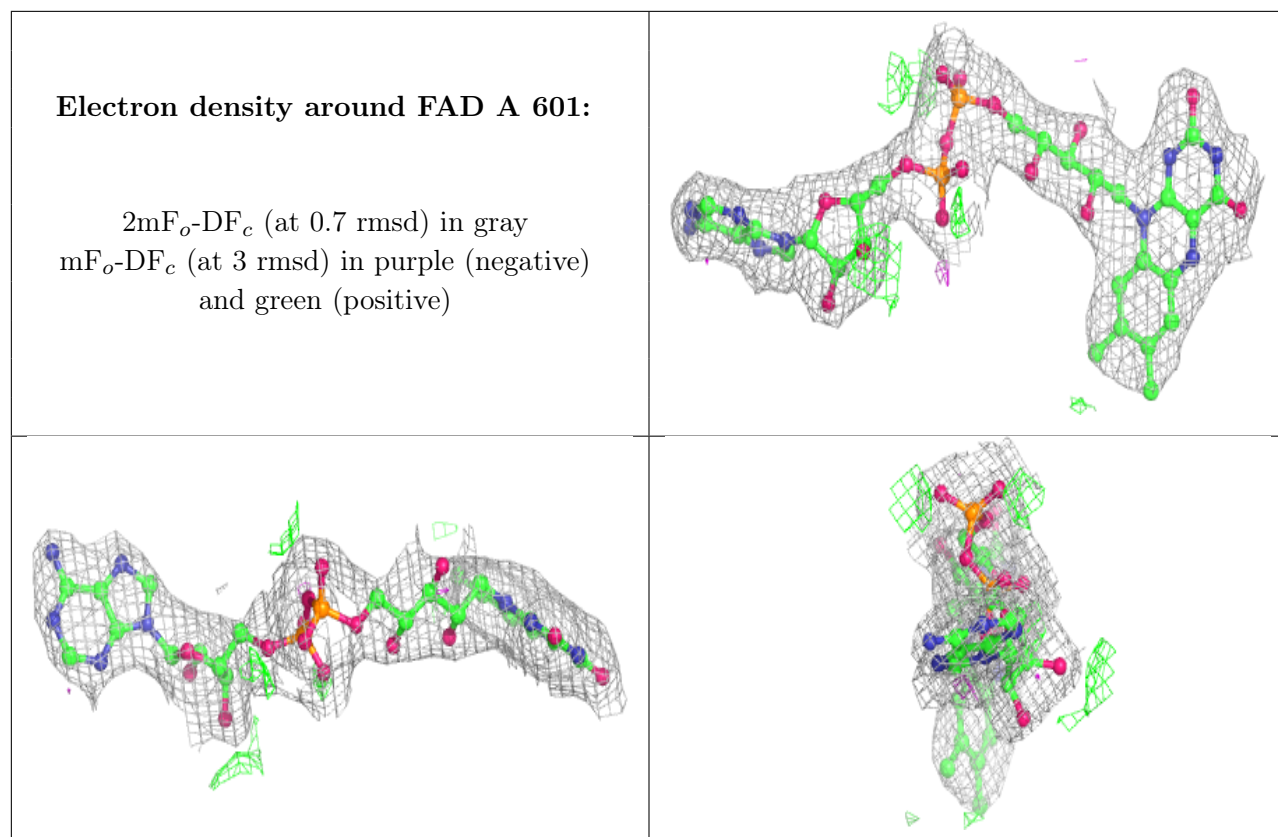 Electron density around FAD A 601:
2mFₒ-DF𝒸 (at 0.7 rmsd) in gray
mFₒ-DF𝒸 (at 3 rmsd) in purple (negative)
and green (positive)